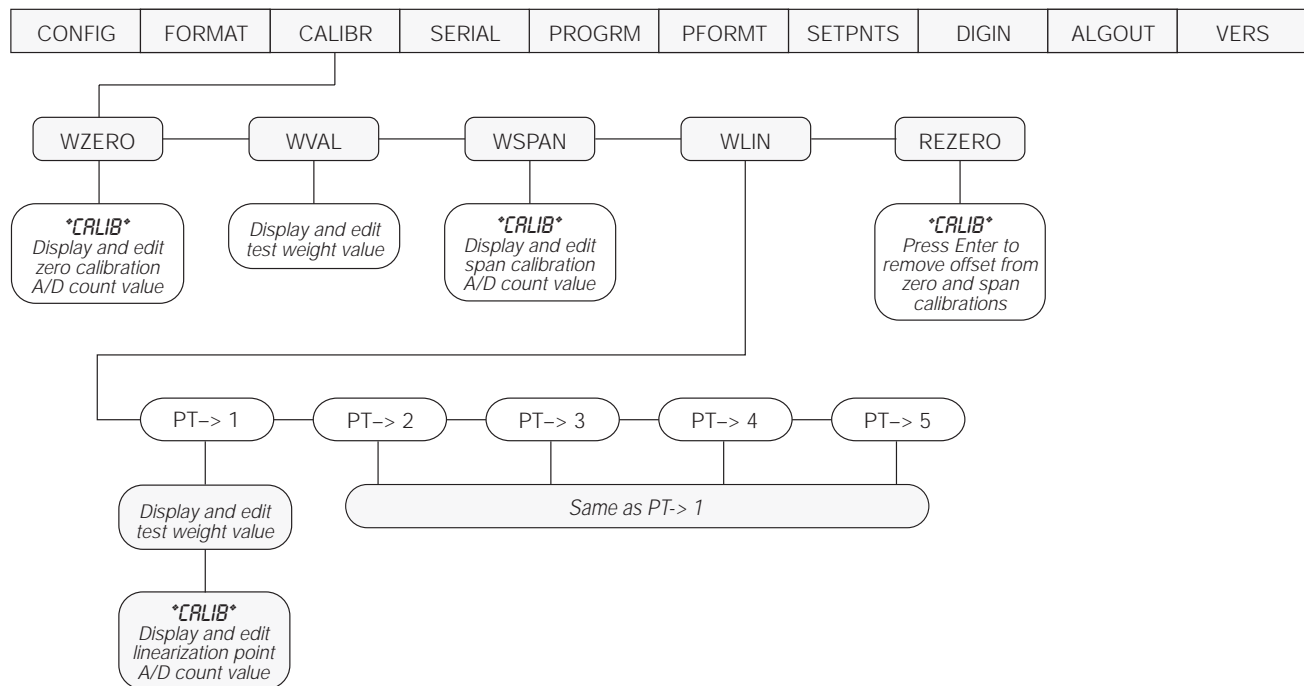 CONFIG FORMAT CALIBR SERIAL PROGRM PFORMT SETPNTS DIGIN ALGOUT VERS
WZERO WVAL WSPAN WLIN REZERO
*CALIB*
Display and edit
zero calibration
A/D count value
Display and edit
test weight value
*CALIB*
Display and edit
span calibration
A/D count value
*CALIB*
Press Enter to
remove offset from
zero and span
calibrations
PT–> 1 PT–> 2 PT–> 3 PT–> 4 PT–> 5
Display and edit
test weight value
Same as PT-> 1
*CALIB*
Display and edit
linearization point
A/D count value